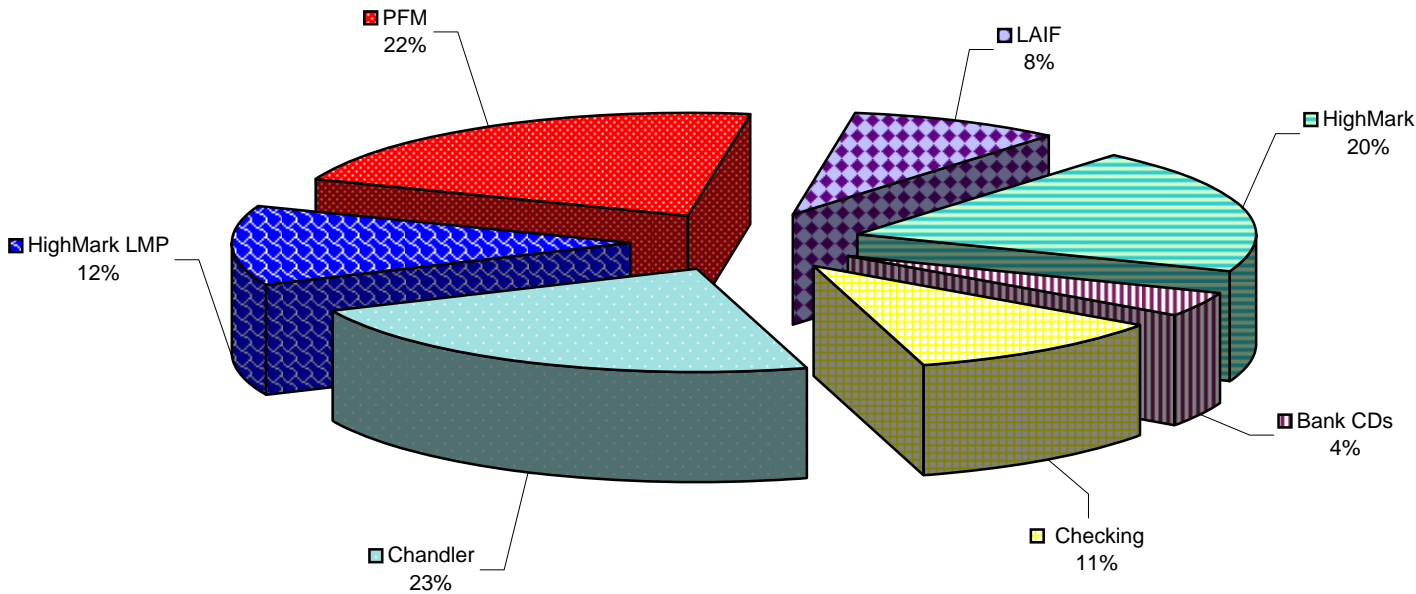 PFM
22%
LAIF
8%
HighMark
20%
HighMark LMP
12%
Bank CDs
4%
Checking
11%
Chandler
23%